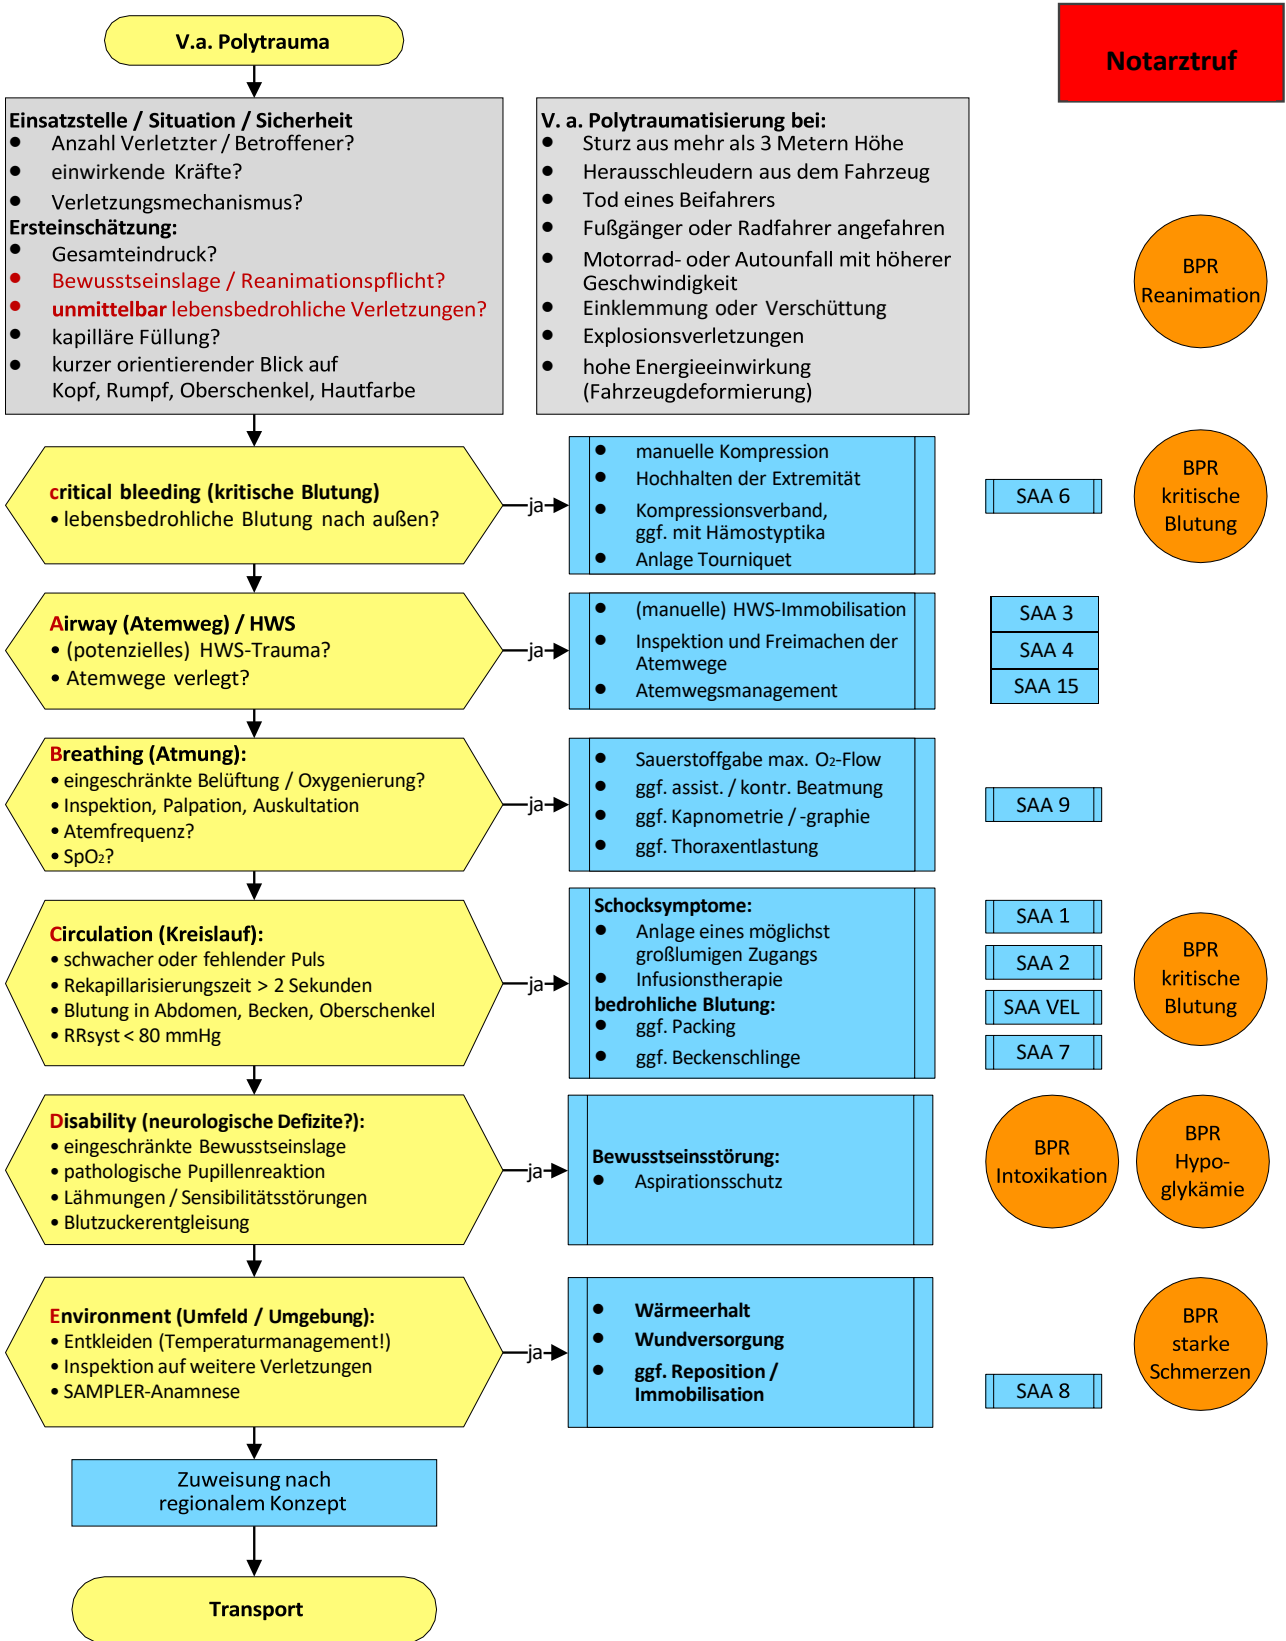 V.a. Polytrauma
Notarztruf
Einsatzstelle / Situation / Sicherheit
● Anzahl Verletzter / Betroffener?
● einwirkende Kräfte?
● Verletzungsmechanismus?
Ersteinschätzung:
● Gesamteindruck?
● Bewusstseinslage / Reanimationspflicht?
● unmittelbar lebensbedrohliche Verletzungen?
● kapilläre Füllung?
● kurzer orientierender Blick auf
Kopf, Rumpf, Oberschenkel, Hautfarbe
V. a. Polytraumatisierung bei:
● Sturz aus mehr als 3 Metern Höhe
● Herausschleudern aus dem Fahrzeug
● Tod eines Beifahrers
● Fußgänger oder Radfahrer angefahren
● Motorrad- oder Autounfall mit höherer
Geschwindigkeit
● Einklemmung oder Verschüttung
● Explosionsverletzungen
● hohe Energieeinwirkung
(Fahrzeugdeformierung)
BPR
Reanimation
critical bleeding (kritische Blutung)
• lebensbedrohliche Blutung nach außen?
ja
● manuelle Kompression
● Hochhalten der Extremität
● Kompressionsverband,
ggf. mit Hämostyptika
● Anlage Tourniquet
SAA 6
BPR
kritische
Blutung
Airway (Atemweg) / HWS
• (potenzielles) HWS-Trauma?
• Atemwege verlegt?
ja
● (manuelle) HWS-Immobilisation
● Inspektion und Freimachen der
Atemwege
● Atemwegsmanagement
SAA 3
SAA 4
SAA 15
Breathing (Atmung):
• eingeschränkte Belüftung / Oxygenierung?
• Inspektion, Palpation, Auskultation
• Atemfrequenz?
• SpO2?
ja
● Sauerstoffgabe max. O2-Flow
● ggf. assist. / kontr. Beatmung
● ggf. Kapnometrie / -graphie
● ggf. Thoraxentlastung
SAA 9
Circulation (Kreislauf):
• schwacher oder fehlender Puls
• Rekapillarisierungszeit > 2 Sekunden
• Blutung in Abdomen, Becken, Oberschenkel
• RRsyst < 80 mmHg
ja
Schocksymptome:
● Anlage eines möglichst
großlumigen Zugangs
● Infusionstherapie
bedrohliche Blutung:
● ggf. Packing
● ggf. Beckenschlinge
SAA 1
SAA 2
SAA VEL
SAA 7
BPR
kritische
Blutung
Disability (neurologische Defizite?):
• eingeschränkte Bewusstseinslage
• pathologische Pupillenreaktion
• Lähmungen / Sensibilitätsstörungen
• Blutzuckerentgleisung
ja
Bewusstseinsstörung:
● Aspirationsschutz
BPR
Intoxikation
BPR
Hypo-
glykämie
Environment (Umfeld / Umgebung):
• Entkleiden (Temperaturmanagement!)
• Inspektion auf weitere Verletzungen
• SAMPLER-Anamnese
ja
● Wärmeerhalt
● Wundversorgung
● ggf. Reposition /
Immobilisation
SAA 8
BPR
starke
Schmerzen
Zuweisung nach
regionalem Konzept
Transport